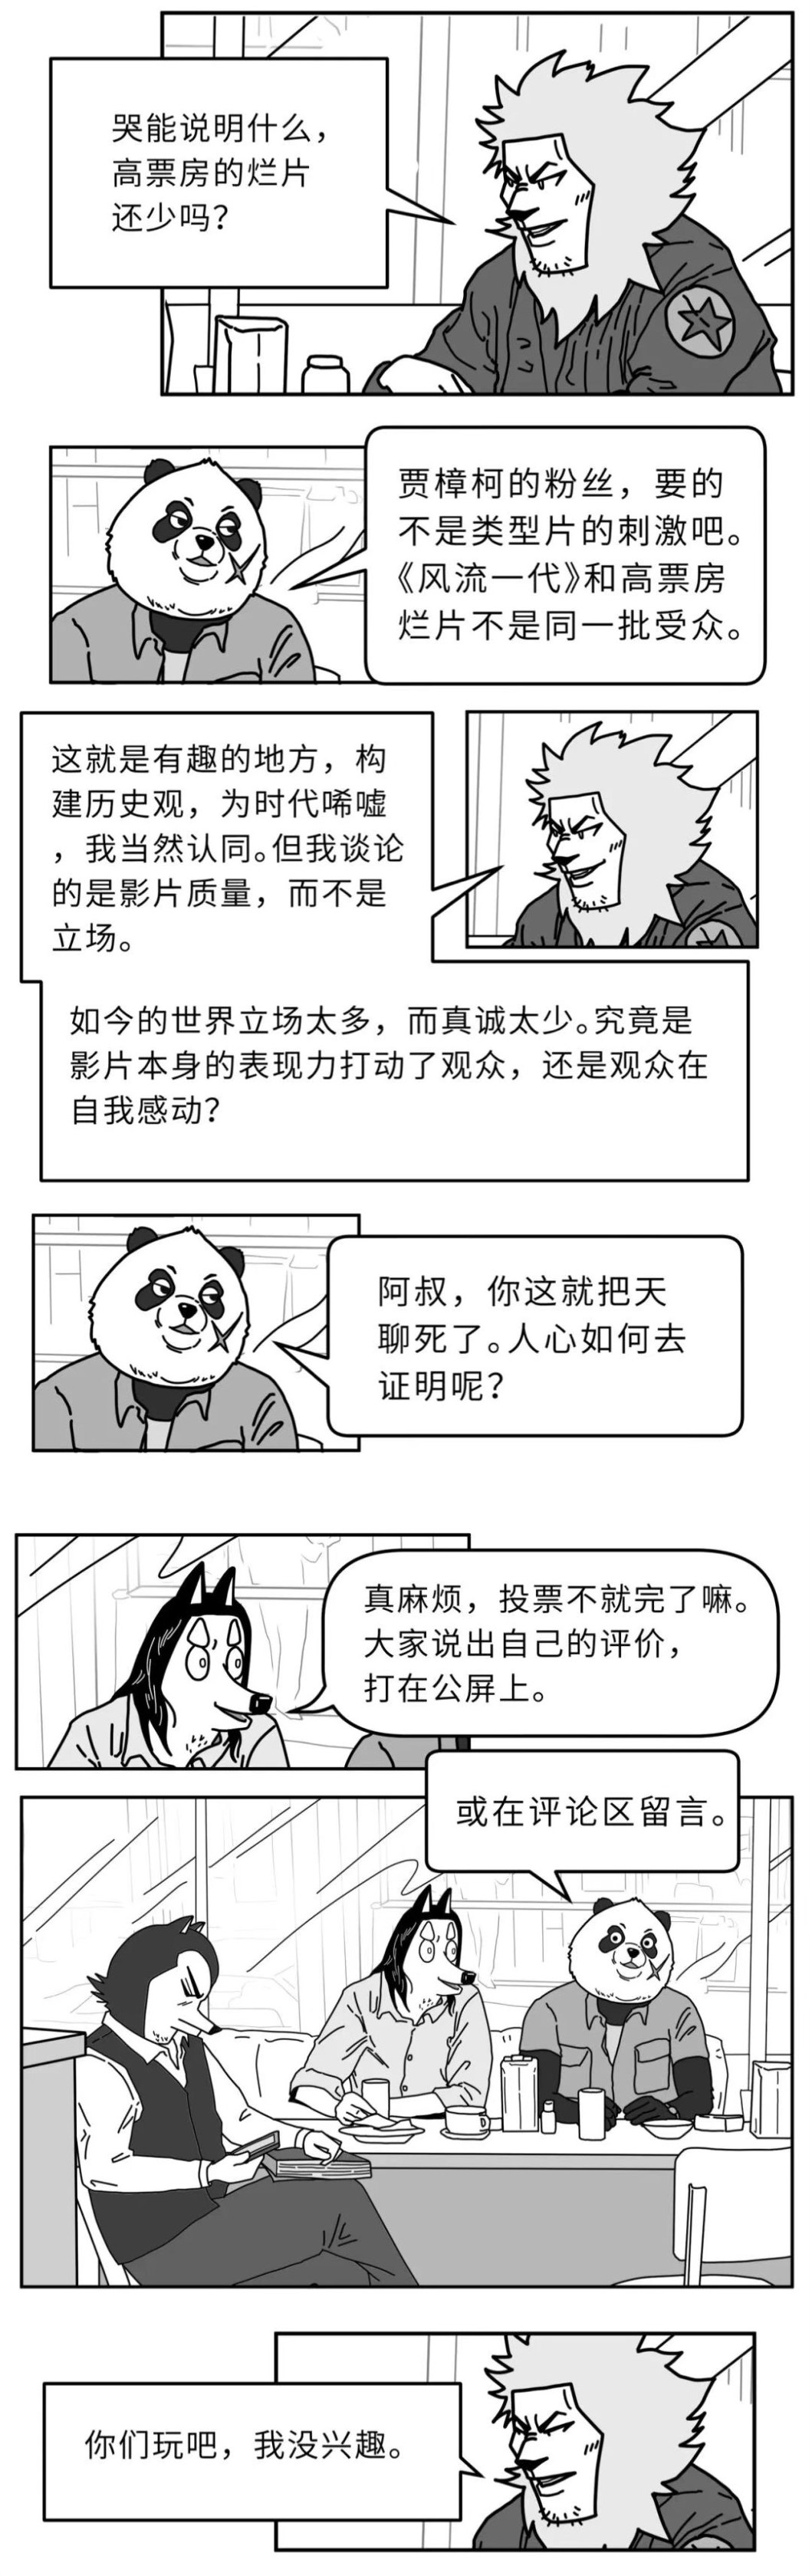 哭能说明什么，
高票房的烂片
还少吗？
贾樟柯的粉丝，要的
不是类型片的刺激吧。
《风流一代》和高票房
烂片不是同一批受众。
这就是有趣的地方，构
建历史观，为时代唏嘘
，我当然认同。但我谈论
的是影片质量，而不是
立场。
如今的世界立场太多，而真诚太少。究竟是
影片本身的表现力打动了观众，还是观众在
自我感动？
阿叔，你这就把天
聊死了。人心如何去
证明呢？
真麻烦，投票不就完了嘛。
大家说出自己的评价，
打在公屏上。
或在评论区留言。
你们玩吧，我没兴趣。